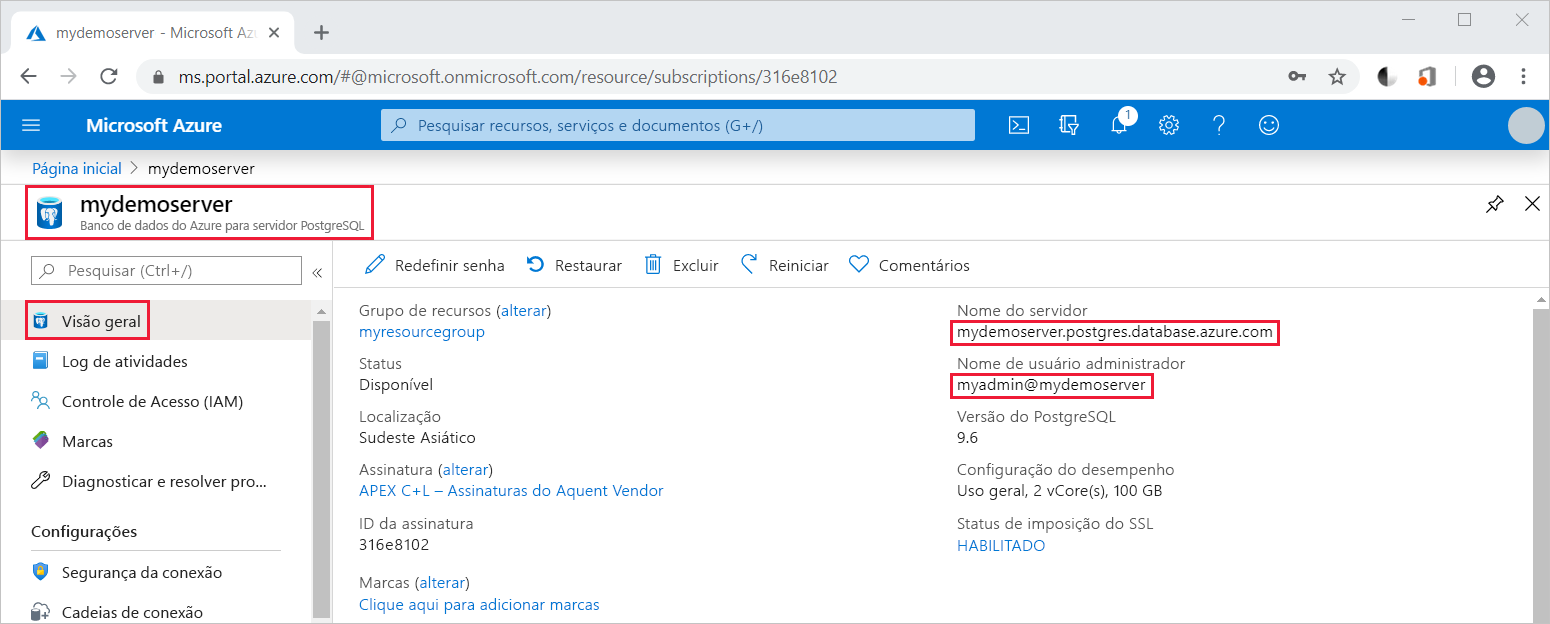 mydemoserver - Microsoft Azu
ms.portal.azure.com/#@microsoft.onmicrosoft.com/resource/subscriptions/316e8102
Microsoft Azure
Pesquisar recursos, serviços e documentos (G+/)
1
Página inicial > mydemoserver
mydemoserver
Banco de dados do Azure para servidor PostgreSQL
Pesquisar (Ctrl+/)
«
Visão geral
Log de atividades
Controle de Acesso (IAM)
Marcas
Diagnosticar e resolver pro...
Configurações
Segurança da conexão
Cadeias de conexão
Redefinir senha
Restaurar
Excluir
Reiniciar
Comentários
Grupo de recursos (alterar)
myresourcegroup
Status
Disponível
Localização
Sudeste Asiático
Assinatura (alterar)
APEX C+L – Assinaturas do Aquent Vendor
ID da assinatura
316e8102
Marcas (alterar)
Clique aqui para adicionar marcas
Nome do servidor
mydemoserver.postgres.database.azure.com
Nome de usuário administrador
myadmin@mydemoserver
Versão do PostgreSQL
9.6
Configuração do desempenho
Uso geral, 2 vCore(s), 100 GB
Status de imposição do SSL
HABILITADO